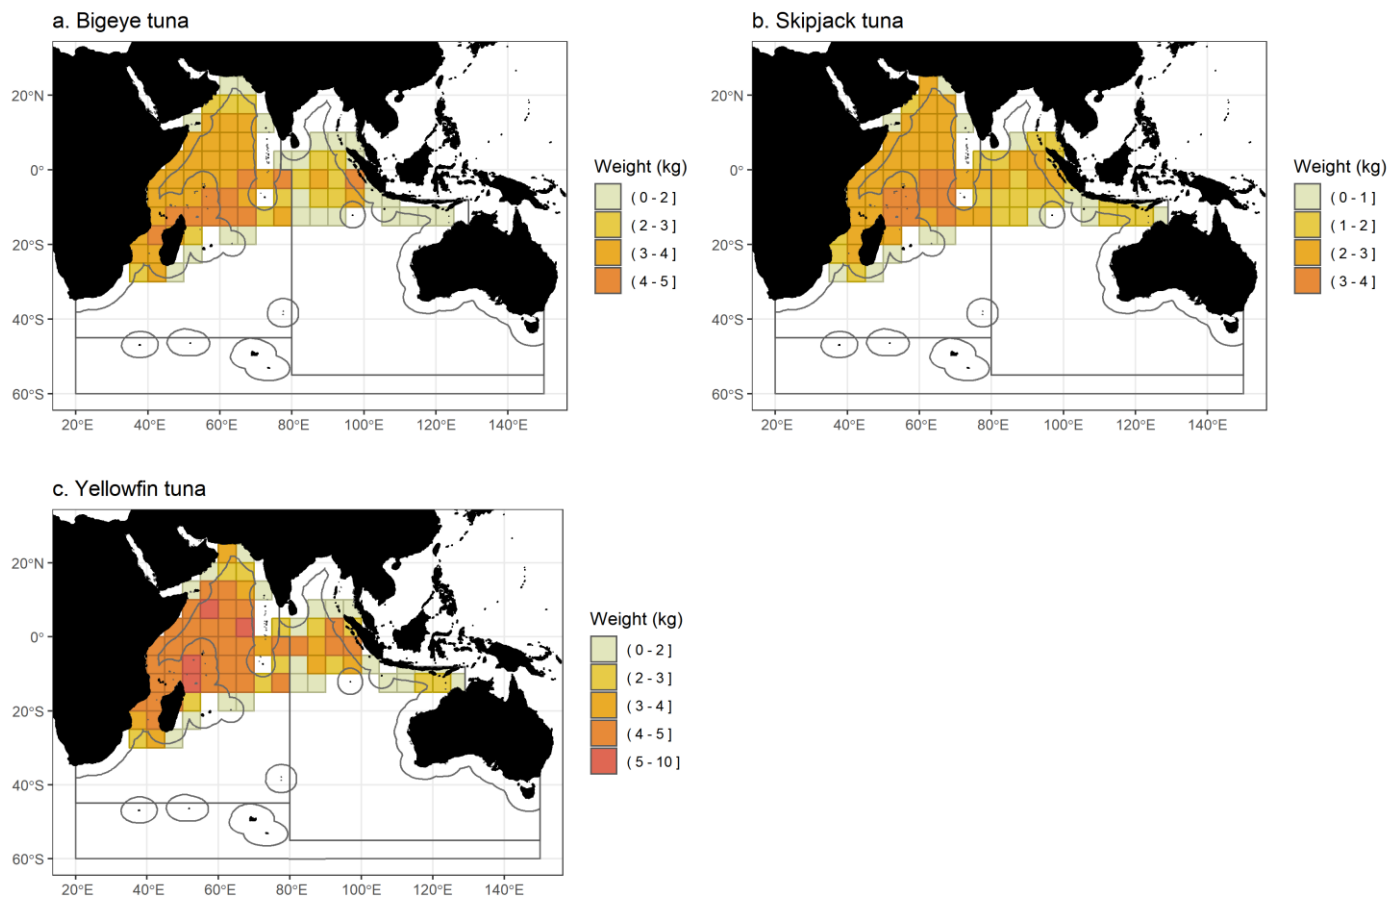 a. Bigeye tuna
20°N
0°
20°S
40°S
60°S
20°E 40°E 60°E 80°E 100°E 120°E 140°E
Weight (kg)
( 0 - 2 ]
( 2 - 3 ]
( 3 - 4 ]
( 4 - 5 ]
b. Skipjack tuna
20°N
0°
20°S
40°S
60°S
20°E 40°E 60°E 80°E 100°E 120°E 140°E
Weight (kg)
( 0 - 1 ]
( 1 - 2 ]
( 2 - 3 ]
( 3 - 4 ]
c. Yellowfin tuna
20°N
0°
20°S
40°S
60°S
20°E 40°E 60°E 80°E 100°E 120°E 140°E
Weight (kg)
( 0 - 2 ]
( 2 - 3 ]
( 3 - 4 ]
( 4 - 5 ]
( 5 - 10 ]